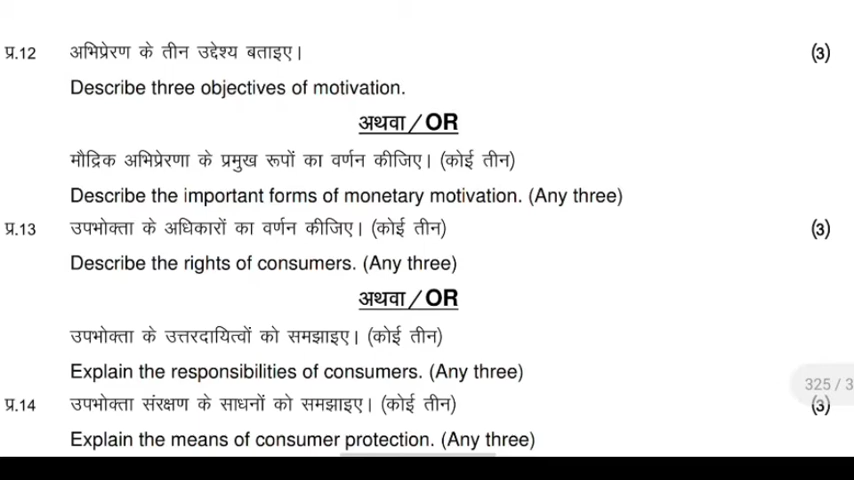 प्र.12 अभिप्रेरण के तीन उद्देश्य बताइए। (3)
Describe three objectives of motivation.
अथवा/OR
मौद्रिक अभिप्रेरणा के प्रमुख रूपों का वर्णन कीजिए। (कोई तीन)
Describe the important forms of monetary motivation. (Any three)
प्र.13 उपभोक्ता के अधिकारों का वर्णन कीजिए। (कोई तीन) (3)
Describe the rights of consumers. (Any three)
अथवा/OR
उपभोक्ता के उत्तरदायित्वों को समझाइए। (कोई तीन)
Explain the responsibilities of consumers. (Any three)
325 / 3
प्र.14 उपभोक्ता संरक्षण के साधनों को समझाइए। (कोई तीन) (3)
Explain the means of consumer protection. (Any three)